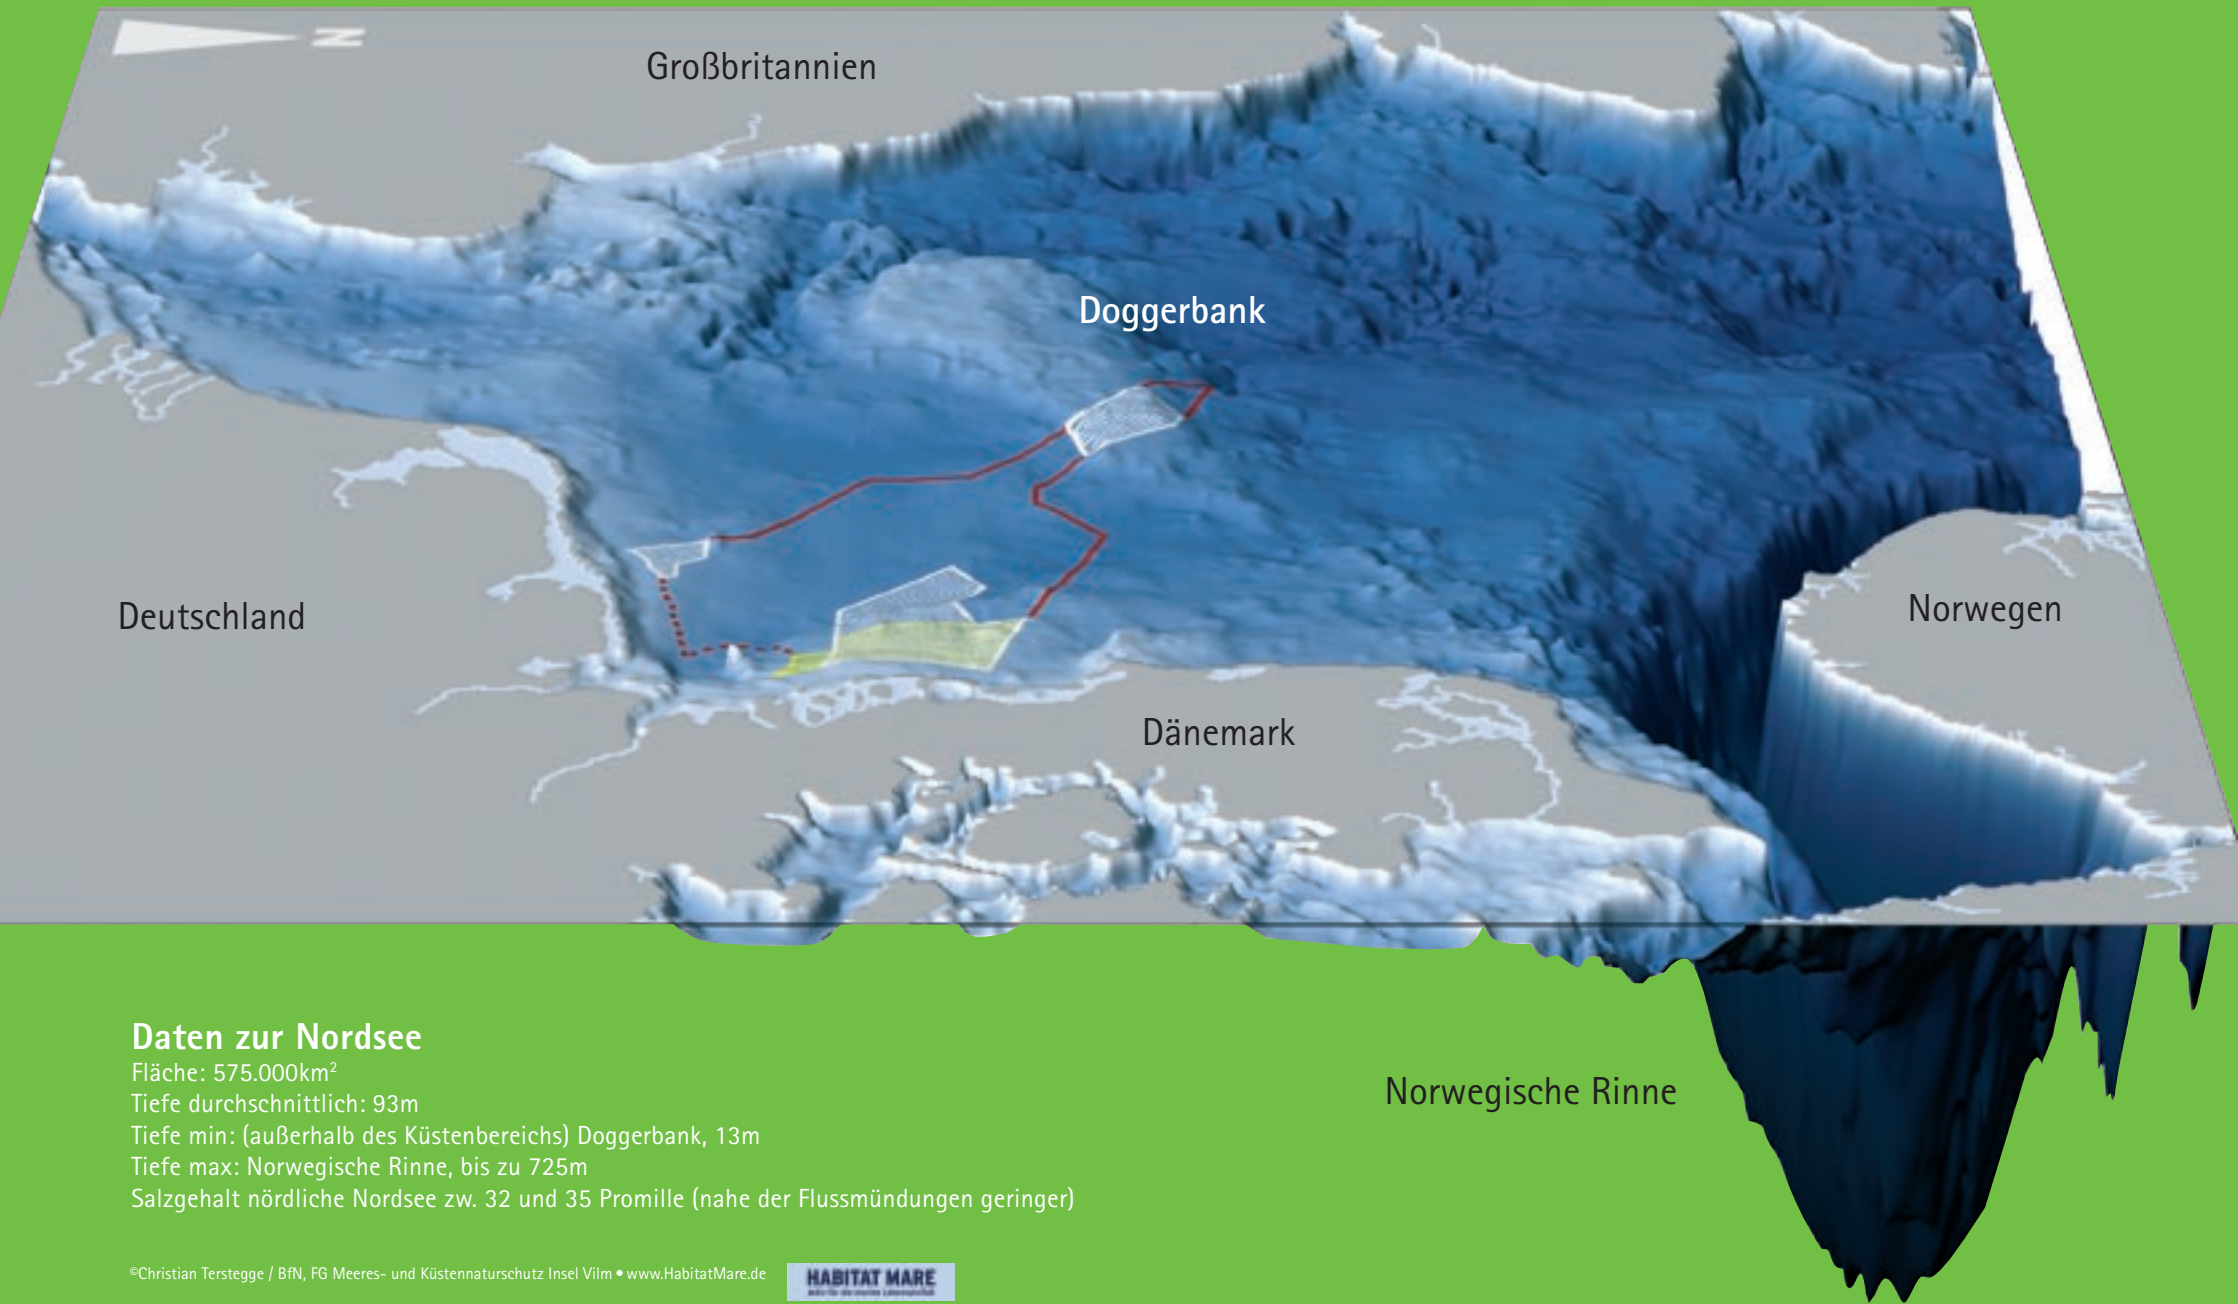 N
Großbritannien
Doggerbank
Deutschland
Norwegen
Dänemark
Norwegische Rinne
Daten zur Nordsee
Fläche: 575.000km²
Tiefe durchschnittlich: 93m
Tiefe min: (außerhalb des Küstenbereichs) Doggerbank, 13m
Tiefe max: Norwegische Rinne, bis zu 725m
Salzgehalt nördliche Nordsee zw. 32 und 35 Promille (nahe der Flussmündungen geringer)
©Christian Terstegge / BfN, FG Meeres- und Küstennaturschutz Insel Vilm • www.HabitatMare.de
HABITAT MARE